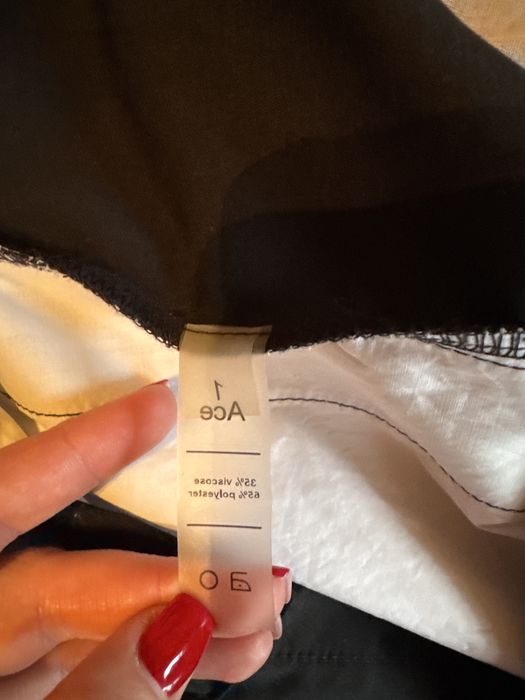 1
Ace
35% viscose
65% polyester